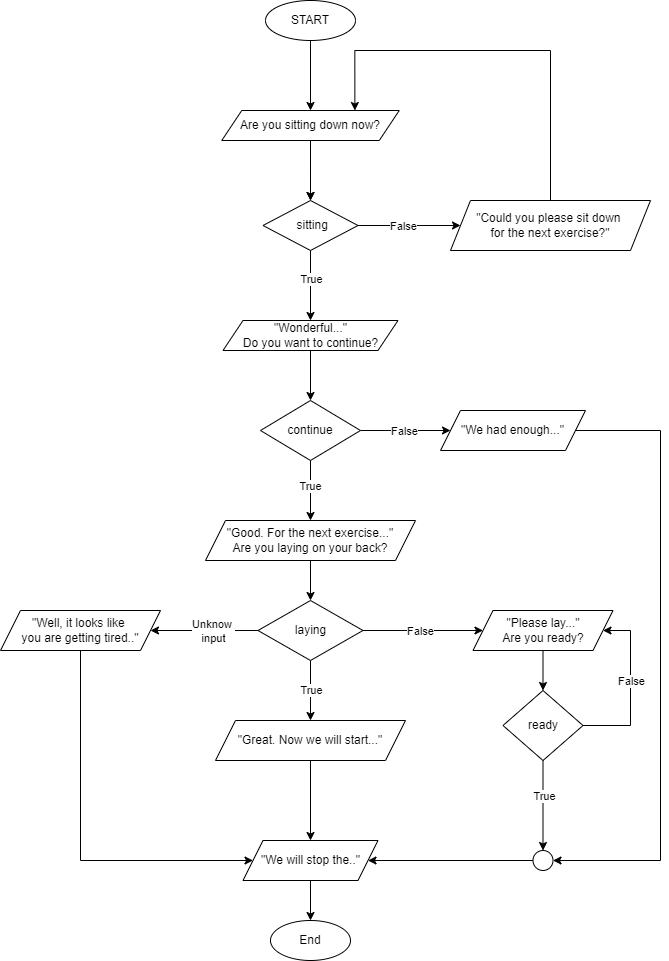 START
Are you sitting down now?
sitting
False
"Could you please sit down
for the next exercise?"
True
"Wonderful..."
Do you want to continue?
continue
False
"We had enough..."
True
"Good. For the next exercise..."
Are you laying on your back?
"Well, it looks like
you are getting tired.."
Unknow
input
laying
False
"Please lay..."
Are you ready?
False
True
"Great. Now we will start..."
ready
True
"We will stop the.."
End